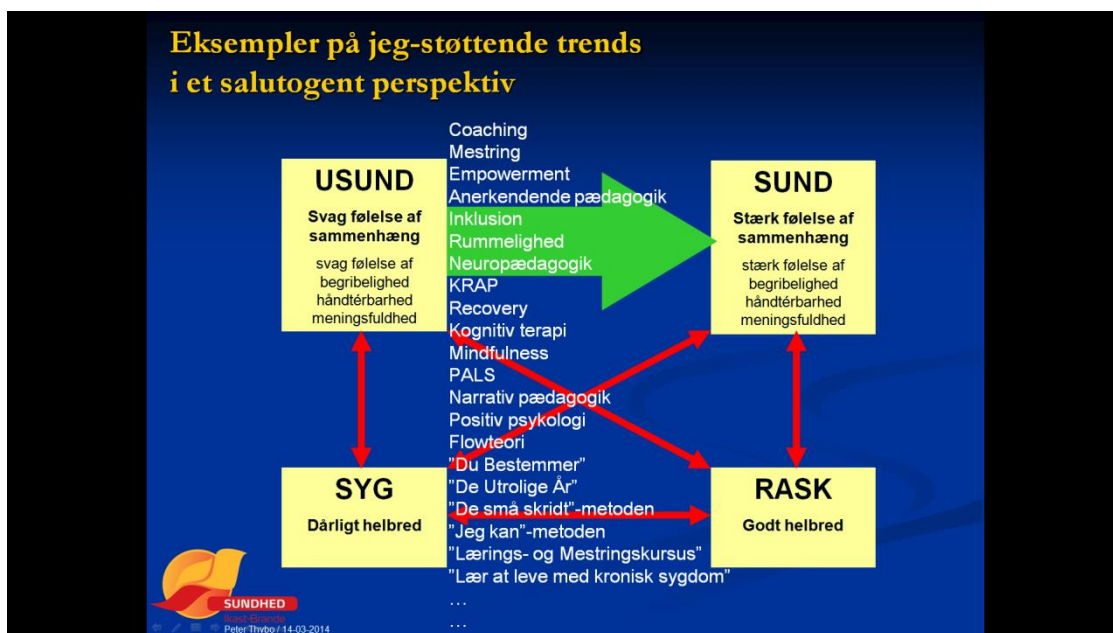 Eksempler på jeg-støttende trends
i et salutogent perspektiv
USUND
Svag følelse af
sammenhæng
svag følelse af
begribelighed
håndtérbarhed
meningsfuldhed
Coaching
Mestring
Empowerment
Anerkendende pædagogik
Inklusion
Rummelighed
Neuropædagogik
KRAP
Recovery
Kognitiv terapi
Mindfulness
PALS
Narrativ pædagogik
Positiv psykologi
Flowteori
"Du Bestemmer"
"De Utrolige År"
"De små skridt"-metoden
"Jeg kan"-metoden
"Lærings- og Mestringskursus"
"Lær at leve med kronisk sygdom"
…
…
SUND
Stærk følelse af
sammenhæng
stærk følelse af
begribelighed
håndtérbarhed
meningsfuldhed
SYG
Dårligt helbred
RASK
Godt helbred
SUNDHED
Ikast-Brande
Peter Thybo / 14-03-2014